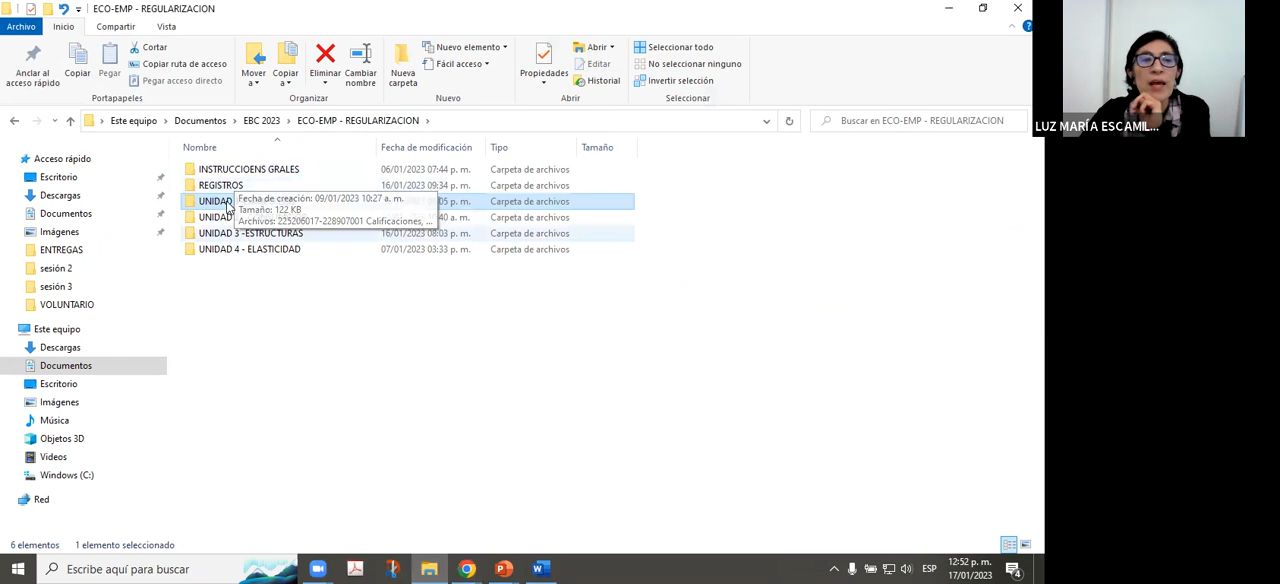 ECO-EMP - REGULARIZACION
Archivo Inicio Compartir Vista
Anclar al acceso rápido
Copiar
Pegar
Cortar
Copiar ruta de acceso
Pegar acceso directo
Portapapeles
Mover a
Copiar a
Eliminar
Cambiar nombre
Organizar
Nueva carpeta
Nuevo elemento
Fácil acceso
Nuevo
Propiedades
Abrir
Editar
Historial
Abrir
Seleccionar todo
No seleccionar ninguno
Invertir selección
Seleccionar
LUZ MARÍA ESCAMIL...
Este equipo > Documentos > EBC 2023 > ECO-EMP - REGULARIZACION >
Buscar en ECO-EMP - REGULARIZACION
Nombre Fecha de modificación Tipo Tamaño
INSTRUCCIOENS GRALES 06/01/2023 07:44 p. m. Carpeta de archivos
REGISTROS 16/01/2023 09:34 p. m. Carpeta de archivos
UNIDAD Carpeta de archivos
UNIDAD Carpeta de archivos
UNIDAD 3 -ESTRUCTURAS 16/01/2023 08:03 p. m. Carpeta de archivos
UNIDAD 4 - ELASTICIDAD 07/01/2023 03:33 p. m. Carpeta de archivos
Fecha de creación: 09/01/2023 10:27 a. m.
Tamaño: 122 KB
Archivos: 225206017-228907001 Calificaciones, ...
Acceso rápido
Escritorio
Descargas
Documentos
Imágenes
ENTREGAS
sesión 2
sesión 3
VOLUNTARIO
Este equipo
Descargas
Documentos
Escritorio
Imágenes
Música
Objetos 3D
Videos
Windows (C:)
Red
6 elementos 1 elemento seleccionado
Escribe aquí para buscar
ESP
12:52 p. m.
17/01/2023
4